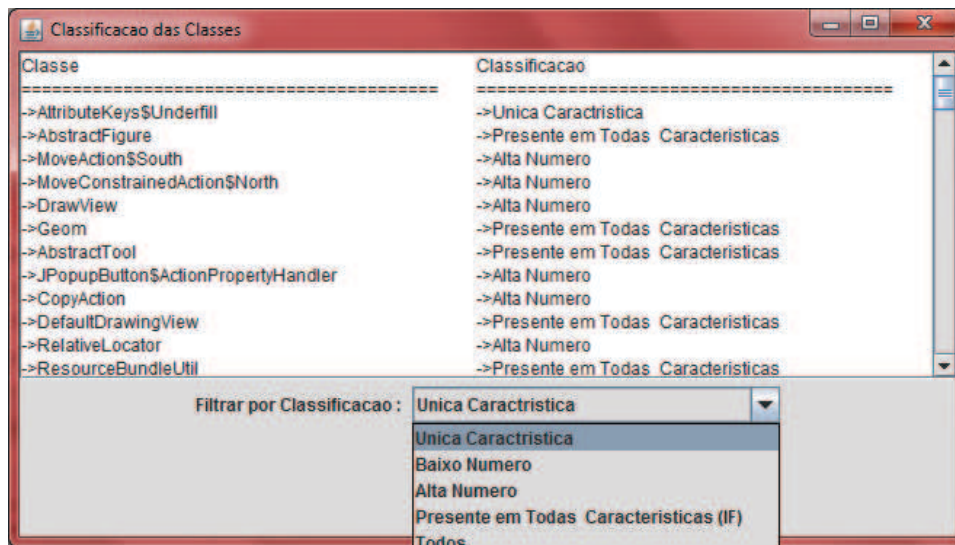 Classificacao das Classes
Classe Classificacao
========================================= =========================================
->AttributeKeys$Underfill ->Unica Caractristica
->AbstractFigure ->Presente em Todas Caracteristicas
->MoveAction$South ->Alta Numero
->MoveConstrainedAction$North ->Alta Numero
->DrawView ->Alta Numero
->Geom ->Presente em Todas Caracteristicas
->AbstractTool ->Presente em Todas Caracteristicas
->JPopupButton$ActionPropertyHandler ->Alta Numero
->CopyAction ->Alta Numero
->DefaultDrawingView ->Presente em Todas Caracteristicas
->RelativeLocator ->Alta Numero
->ResourceBundleUtil ->Presente em Todas Caracteristicas
Filtrar por Classificacao : Unica Caractristica
Unica Caractristica
Baixo Numero
Alta Numero
Presente em Todas Caracteristicas (IF)
Todos